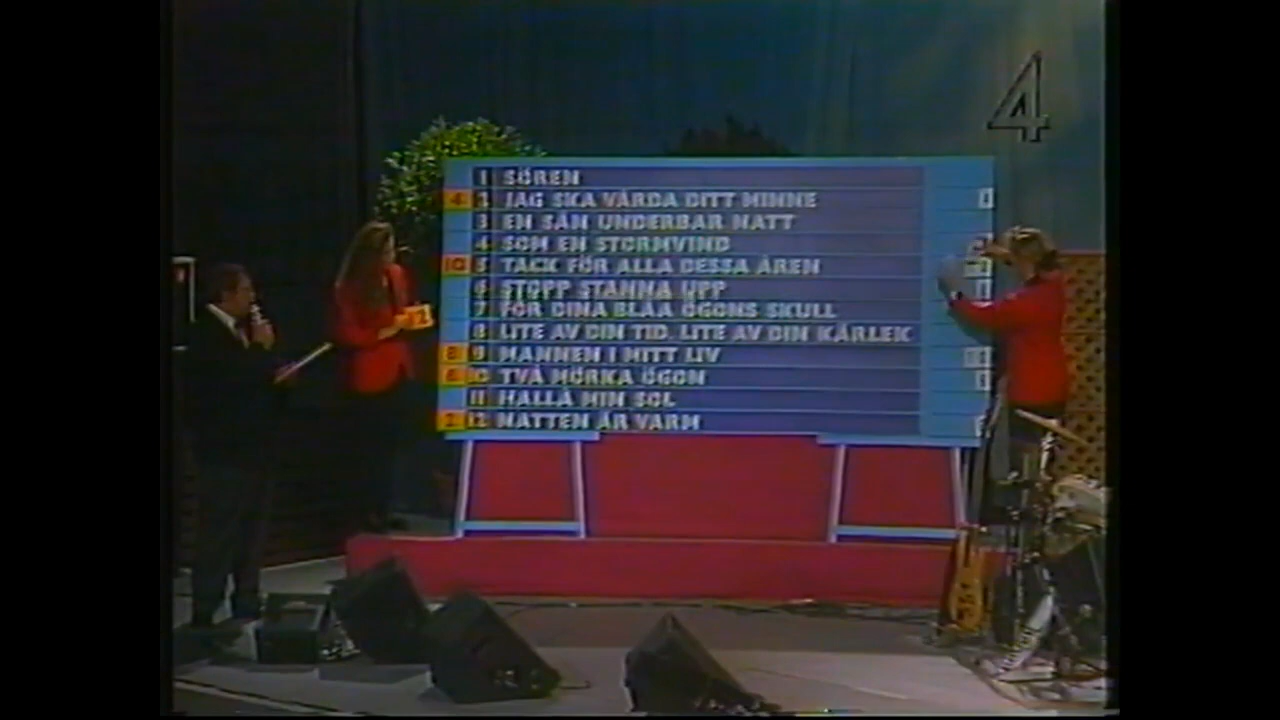 4
1 SÖREN
4 2 JAG SKA VÅRDA DITT MINNE
3 EN SÅN UNDERBAR NATT
4 SOM EN STORMVIND
10 5 TACK FÖR ALLA DESSA ÅREN
6 STOPP STANNA UPP
7 FÖR DINA BLÅA ÖGONS SKULL
8 LITE AV DIN TID, LITE AV DIN KÄRLEK
8 9 MANNEN I MITT LIV
6 10 TVÅ MÖRKA ÖGON
11 HALLÅ MIN SOL
2 12 NATTEN ÄR VARM